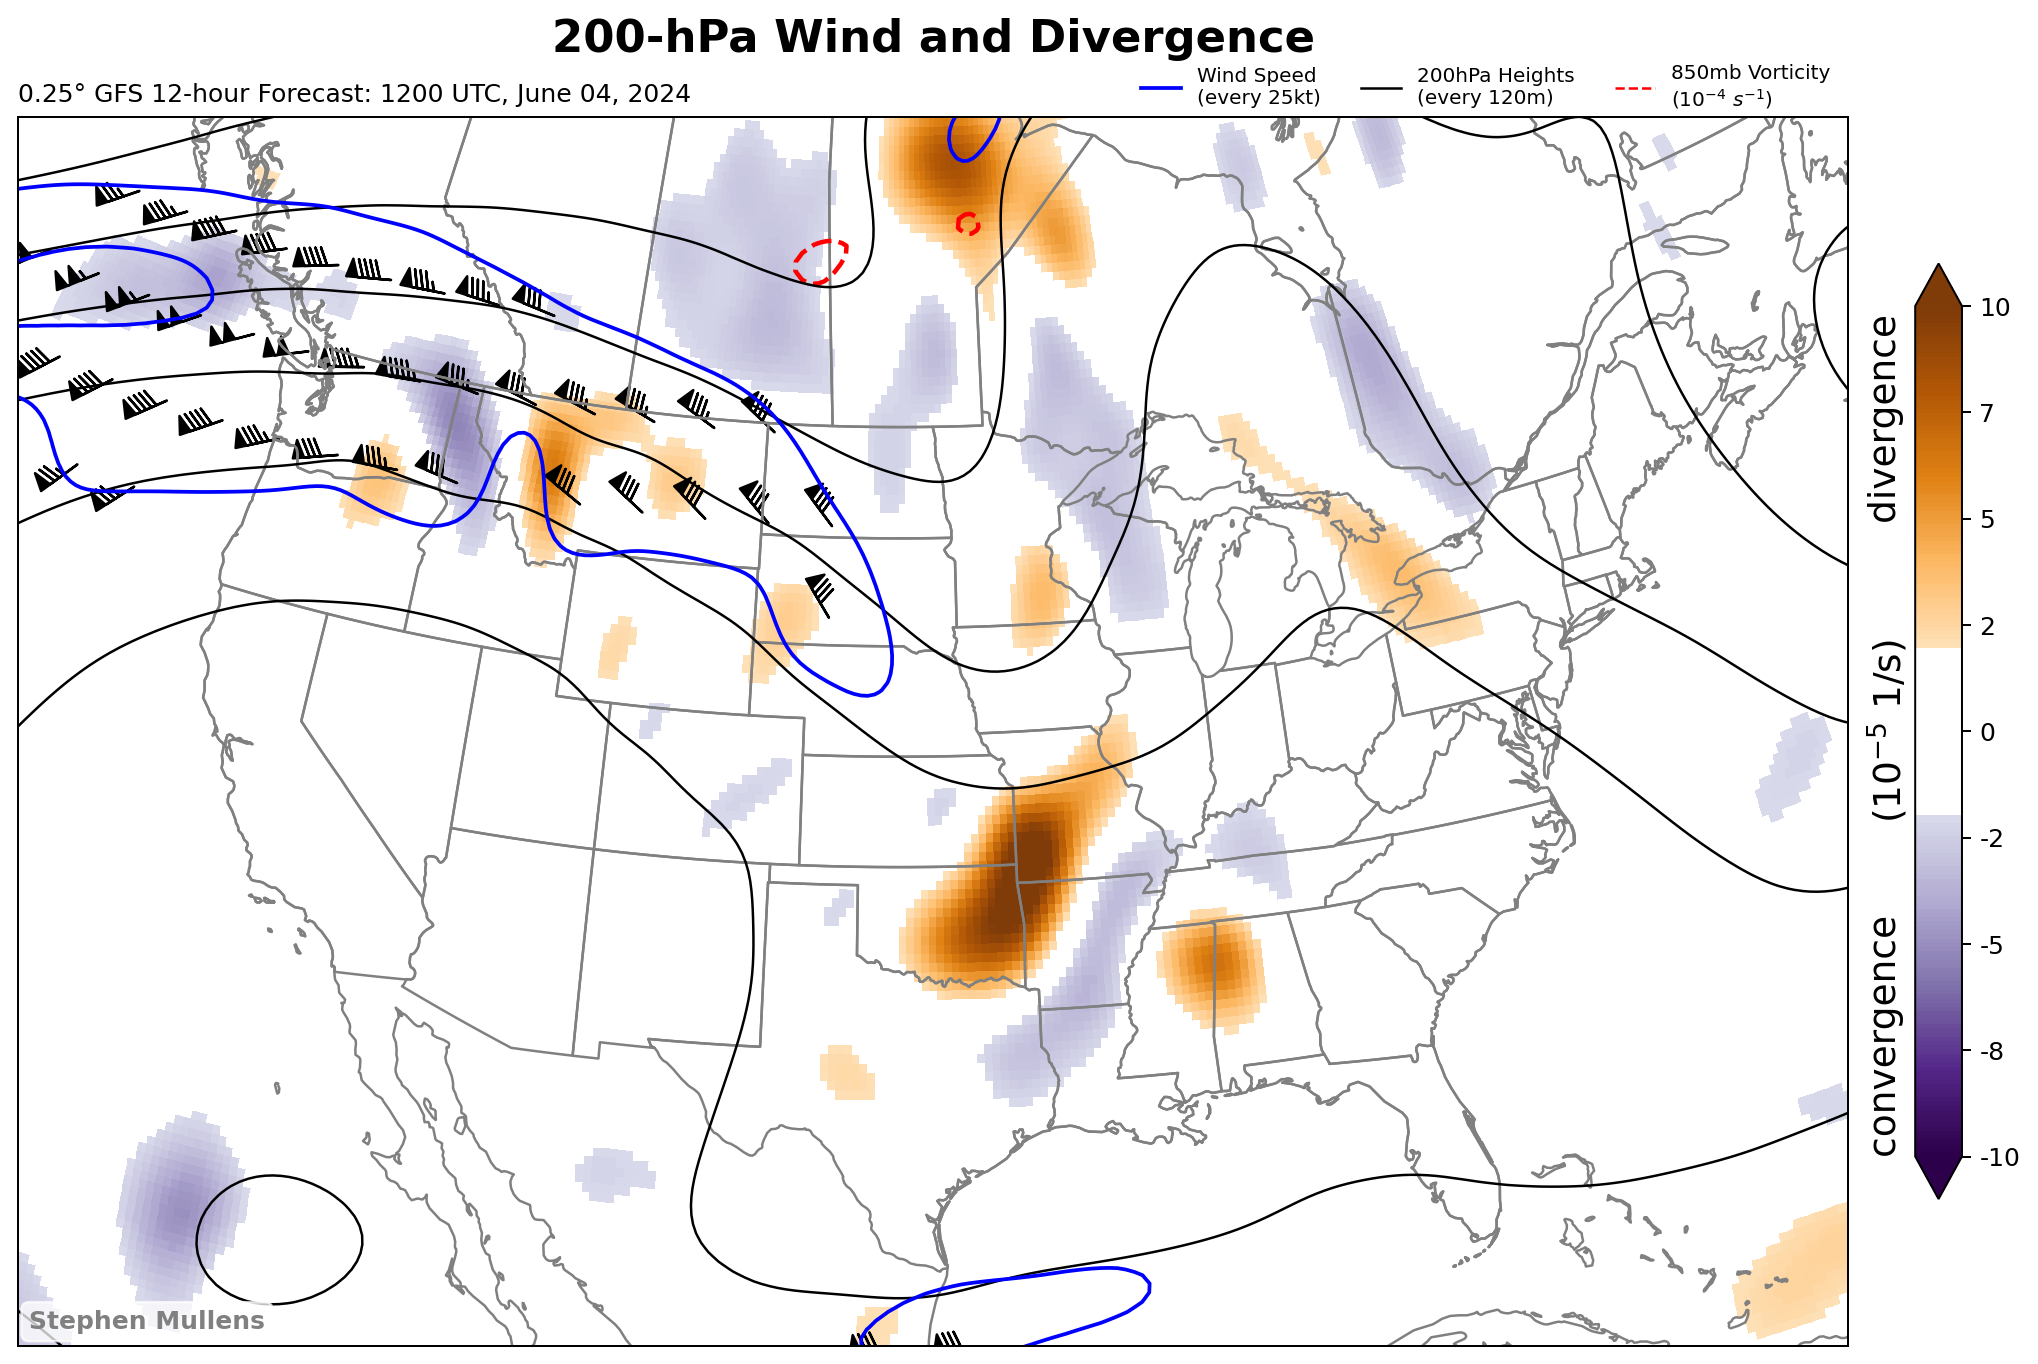 200-hPa Wind and Divergence
0.25° GFS 12-hour Forecast: 1200 UTC, June 04, 2024
Wind Speed
(every 25kt)
200hPa Heights
(every 120m)
850mb Vorticity
(10⁻⁴ s⁻¹)
10
7
5
2
0
-2
-5
-8
-10
convergence (10⁻⁵ 1/s) divergence
Stephen Mullens